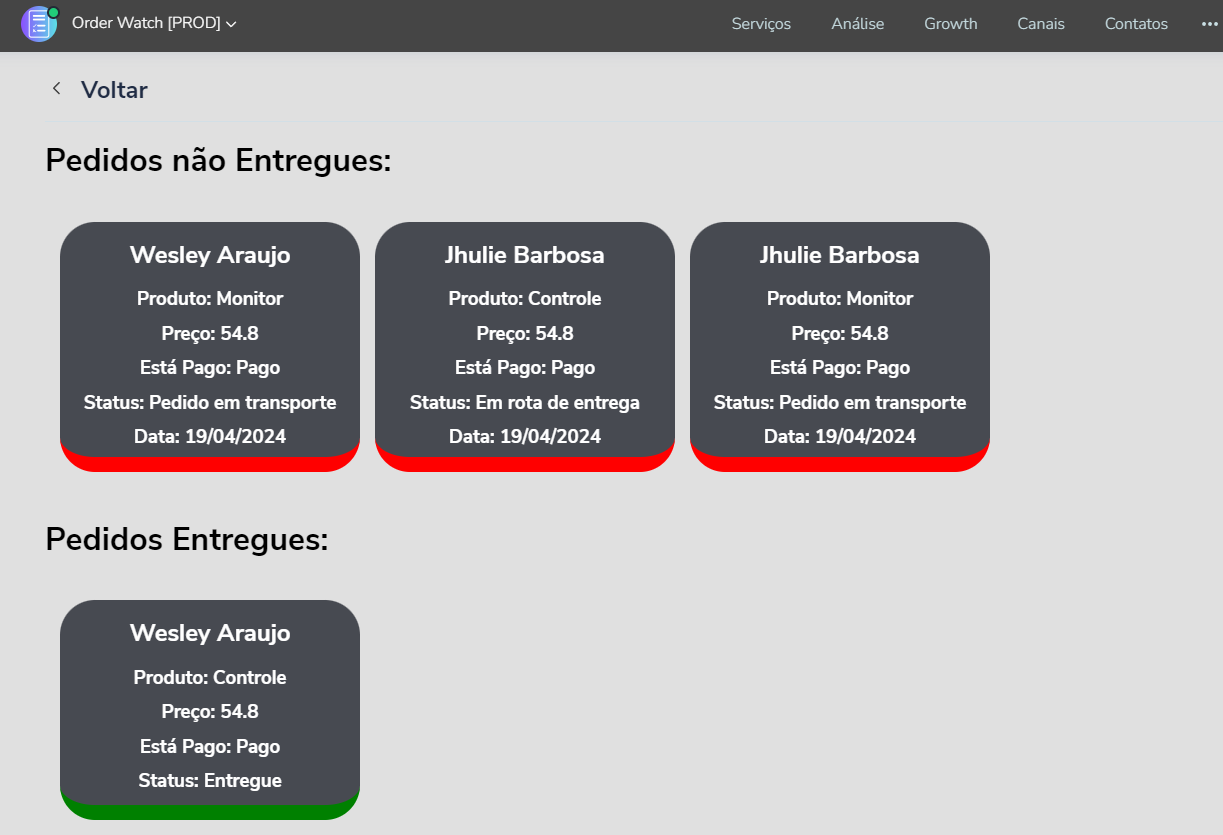 Order Watch [PROD]
Serviços Análise Growth Canais Contatos
Voltar
Pedidos não Entregues:
Wesley Araujo
Produto: Monitor
Preço: 54.8
Está Pago: Pago
Status: Pedido em transporte
Data: 19/04/2024
Jhulie Barbosa
Produto: Controle
Preço: 54.8
Está Pago: Pago
Status: Em rota de entrega
Data: 19/04/2024
Jhulie Barbosa
Produto: Monitor
Preço: 54.8
Está Pago: Pago
Status: Pedido em transporte
Data: 19/04/2024
Pedidos Entregues:
Wesley Araujo
Produto: Controle
Preço: 54.8
Está Pago: Pago
Status: Entregue